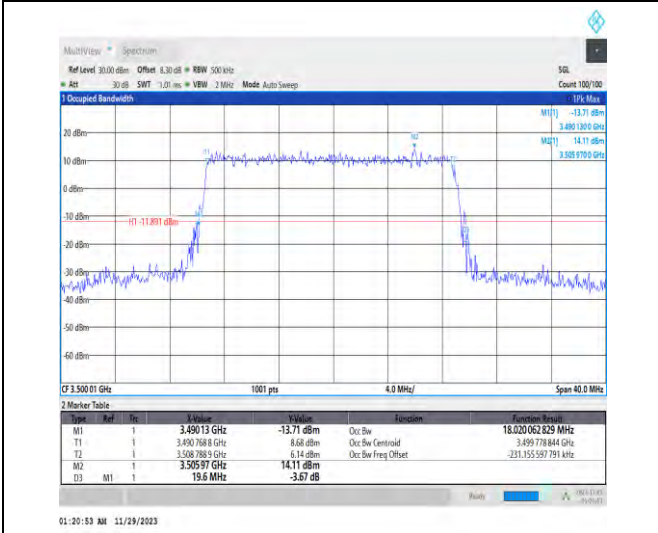 MultiView Spectrum
Ref Level 30.00 dBm Offset 8.30 dB RBW 500 kHz SGL
Att 30 dB SWT 1.01 ms VBW 2 MHz Mode Auto Sweep Count 100/100
1 Occupied Bandwidth 1Pk Max
M1[1] -13.71 dBm
3.490 130 0 GHz
M2[1] 14.11 dBm
3.505 970 0 GHz
20 dBm
10 dBm
0 dBm
-10 dBm
H1 -11.891 dBm
-20 dBm
-30 dBm
-40 dBm
-50 dBm
-60 dBm
M2
CF 3.500 01 GHz 1001 pts 4.0 MHz/ Span 40.0 MHz
2 Marker Table
Type Ref Trc X-Value Y-Value Function Function Result
M1 1 3.490 13 GHz -13.71 dBm Occ Bw 18.020 062 829 MHz
T1 1 3.490 768 8 GHz 8.68 dBm Occ Bw Centroid 3.499 778 844 GHz
T2 1 3.508 788 9 GHz 6.14 dBm Occ Bw Freq Offset -231.155 597 791 kHz
M2 1 3.505 97 GHz 14.11 dBm
D3 M1 1 19.6 MHz -3.67 dB
Ready
01:20:53 AM 11/29/2023